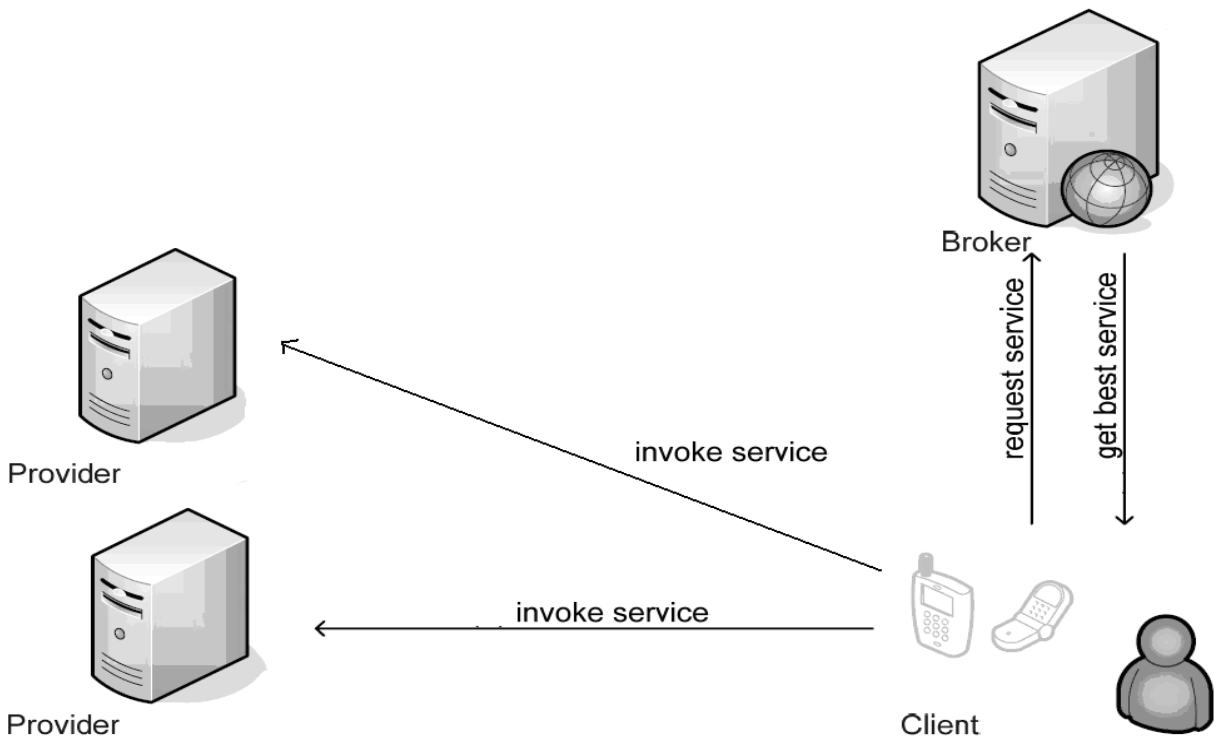 Broker
request service
get best service
Provider
invoke service
invoke service
Provider
Client